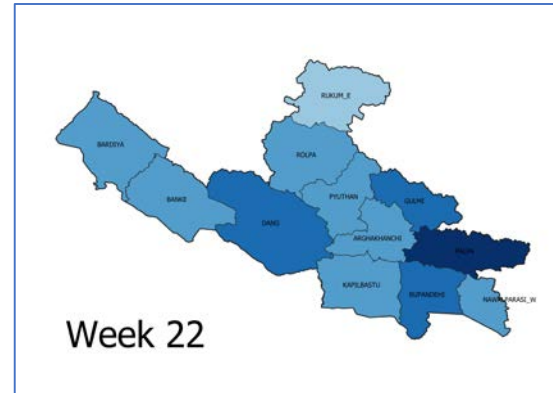 RUKUM_E
BARDIYA
ROLPA
BANKE
PYUTHAN
GULMI
DANG
ARGHAKHANCHI
PALPA
KAPILBASTU
RUPANDEHI
NAWALPARASI_W
Week 22